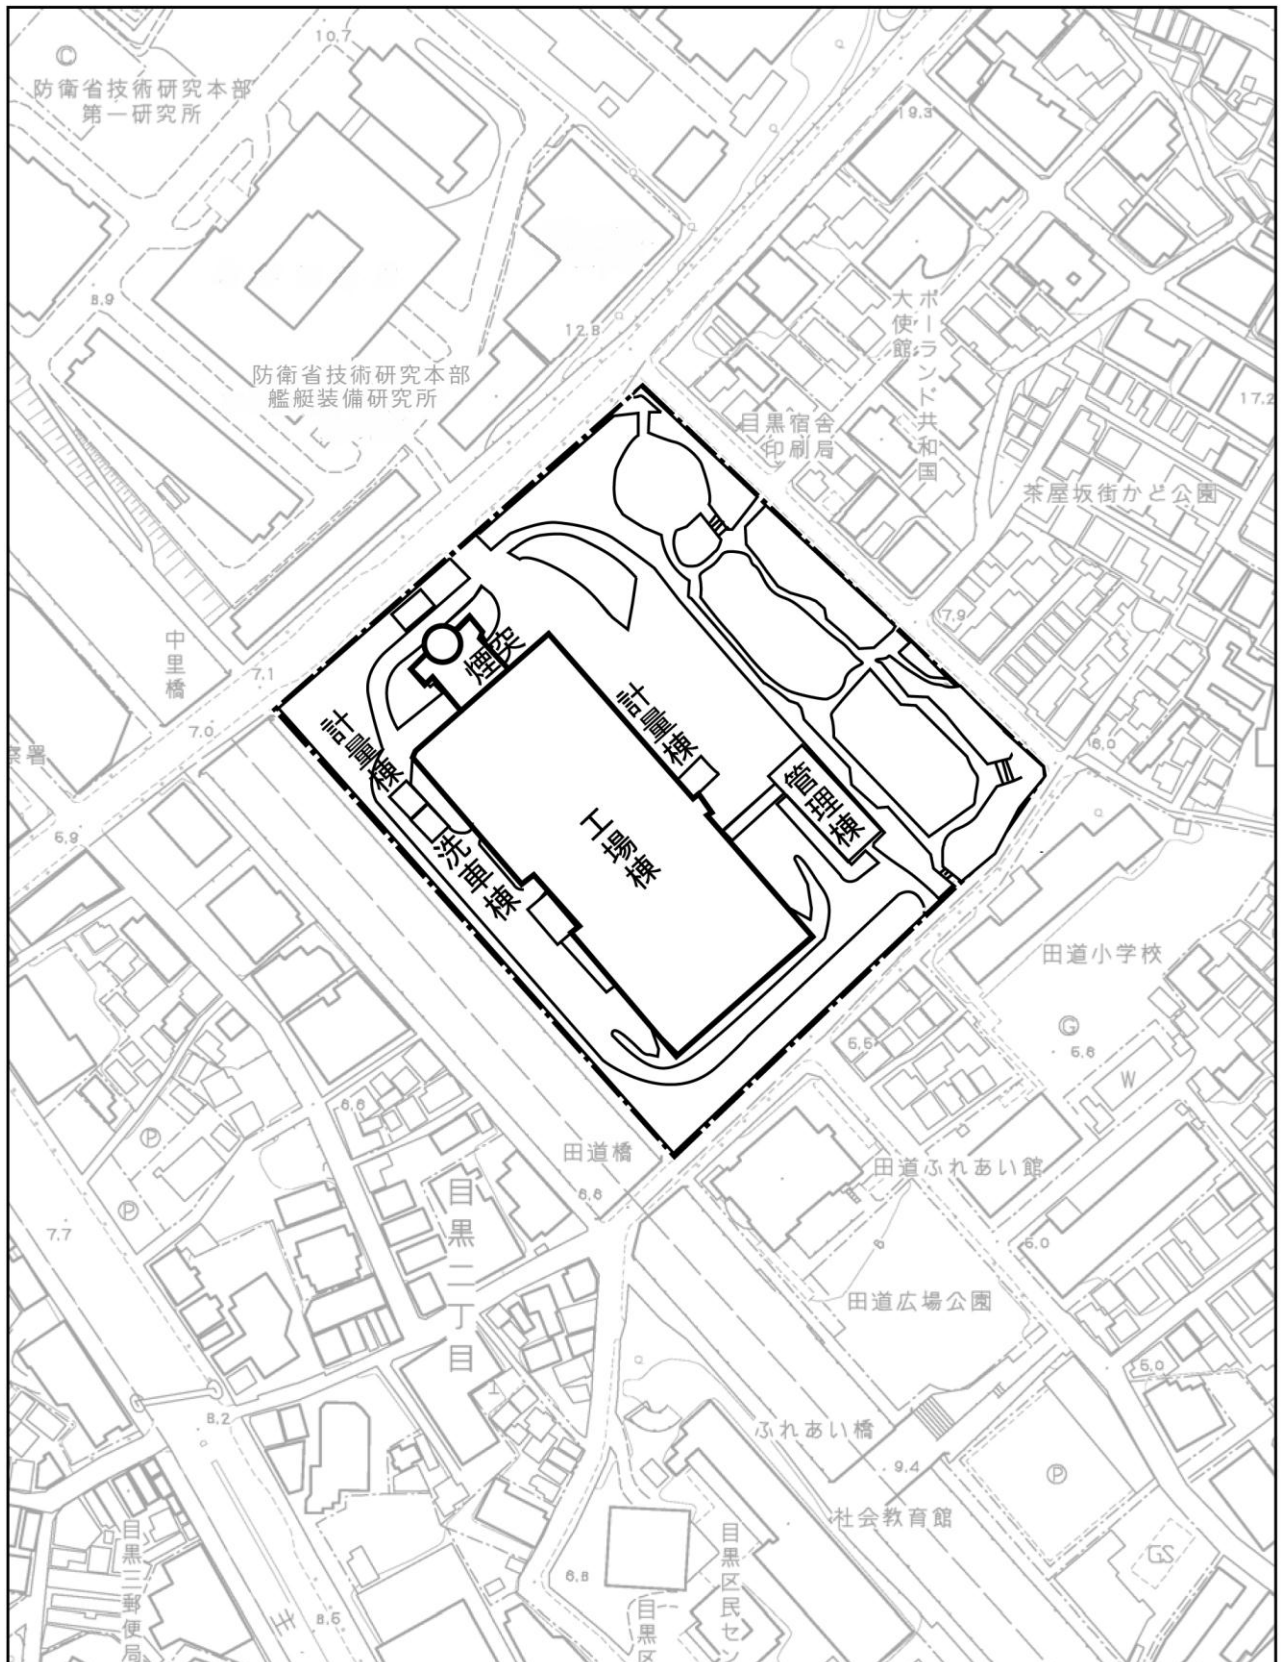 10.7
防衛省技術研究本部
第一研究所
19.3
8.9
12.8
ポーランド共和国
大使館
防衛省技術研究本部
艦艇装備研究所
17.2
目黒宿舎
印刷局
茶屋坂街かど公園
7.9
中里橋
7.1
7.0
察署
5.9
煙突
計量棟
計量棟
洗車棟
工場棟
管理棟
6.0
田道小学校
G
5.5
5.8
W
6.6
P
P
田道橋
6.6
田道ふれあい館
7.7
目黒二丁目
5.0
田道広場公園
5.0
8.2
ふれあい橋
9.4
P
社会教育館
GS
目黒二郵便局
8.5
主
6.8
目黒区
目黒区民セン